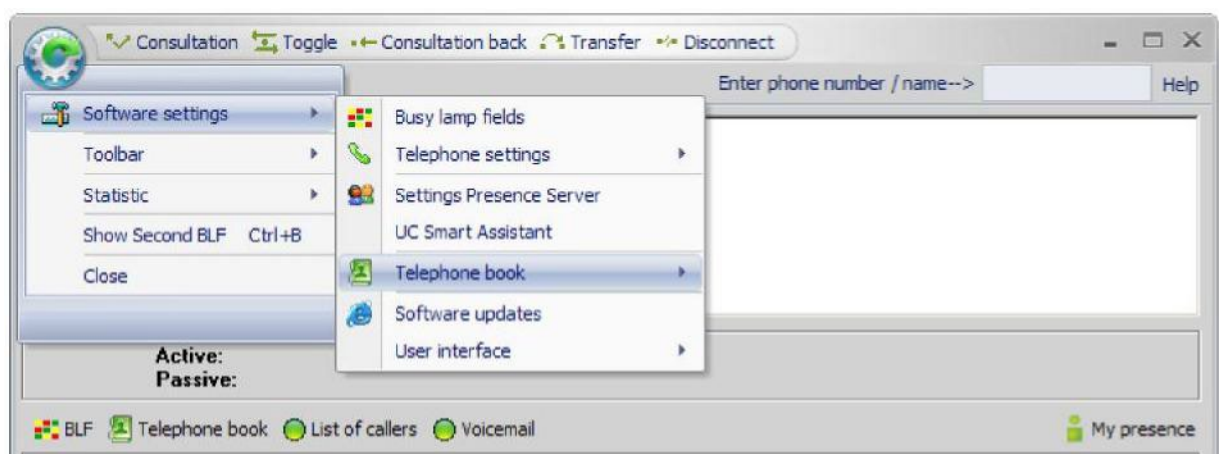 Consultation Toggle Consultation back Transfer Disconnect
Enter phone number / name--> Help
Software settings
Toolbar
Statistic
Show Second BLF Ctrl+B
Close
Busy lamp fields
Telephone settings
Settings Presence Server
UC Smart Assistant
Telephone book
Software updates
User interface
Active:
Passive:
BLF Telephone book List of callers Voicemail My presence